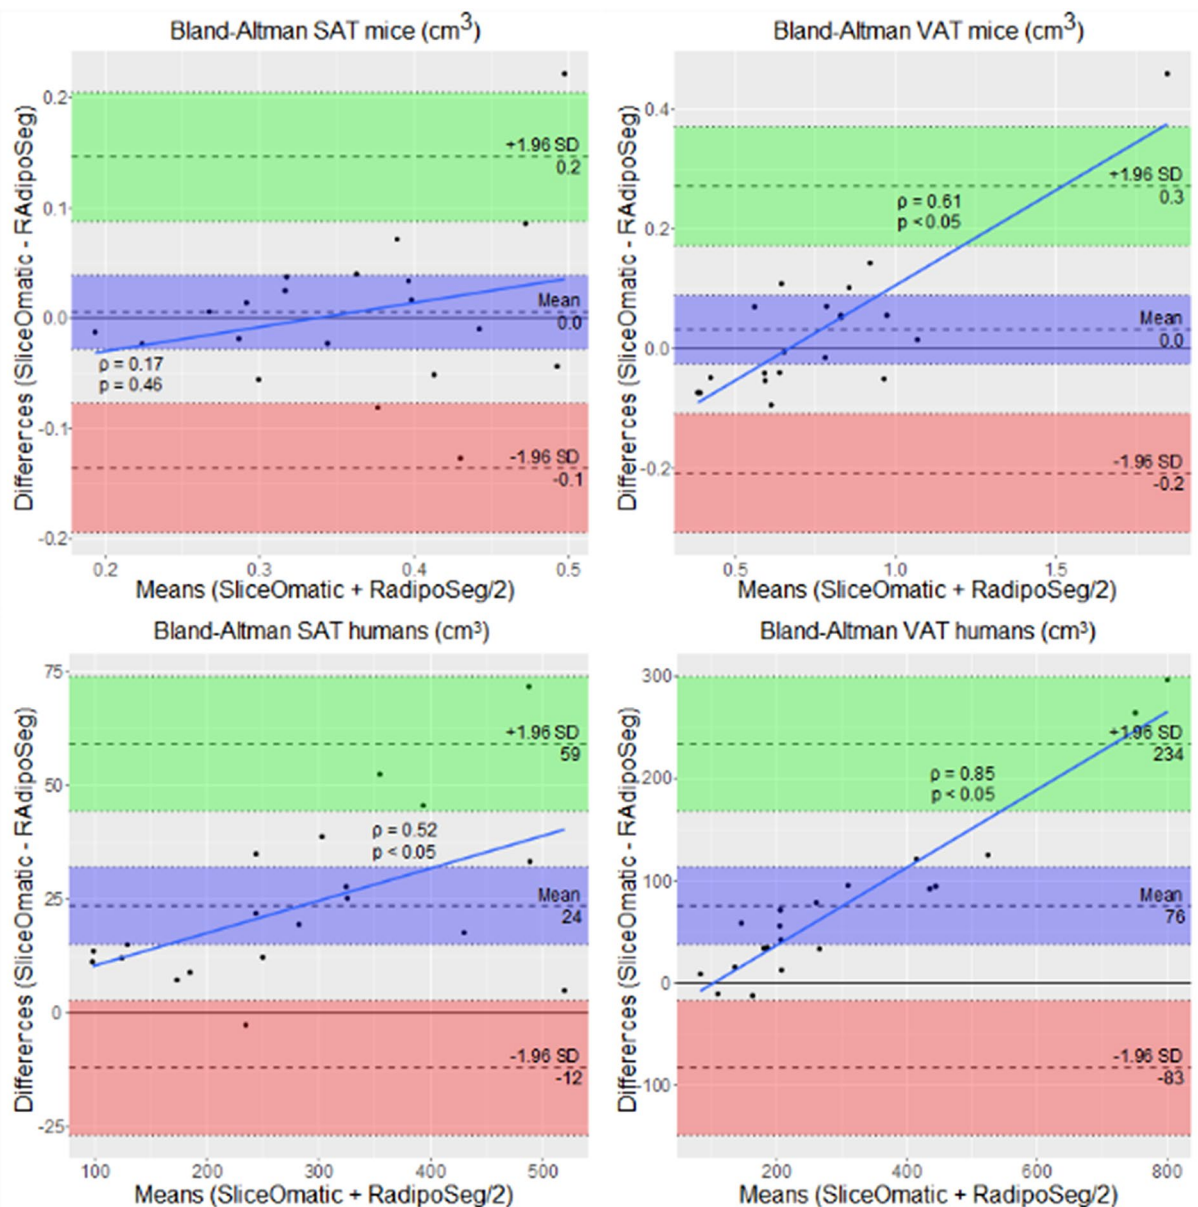 Bland-Altman SAT mice (cm³)
Differences (SliceOmatic - RAdipoSeg)
0.2
0.1
0.0
-0.1
-0.2
+1.96 SD
0.2
Mean
0.0
ρ = 0.17
p = 0.46
-1.96 SD
-0.1
0.2
0.3
0.4
0.5
Means (SliceOmatic + RadipoSeg/2)
Bland-Altman VAT mice (cm³)
Differences (SliceOmatic - RAdipoSeg)
0.4
0.2
0.0
-0.2
+1.96 SD
0.3
ρ = 0.61
p < 0.05
Mean
0.0
-1.96 SD
-0.2
0.5
1.0
1.5
Means (SliceOmatic + RadipoSeg/2)
Bland-Altman SAT humans (cm³)
Differences (SliceOmatic - RAdipoSeg)
75
50
25
0
-25
+1.96 SD
59
ρ = 0.52
p < 0.05
Mean
24
-1.96 SD
-12
100
200
300
400
500
Means (SliceOmatic + RadipoSeg/2)
Bland-Altman VAT humans (cm³)
Differences (SliceOmatic - RAdipoSeg)
300
200
100
0
-100
+1.96 SD
234
ρ = 0.85
p < 0.05
Mean
76
-1.96 SD
-83
200
400
600
800
Means (SliceOmatic + RadipoSeg/2)